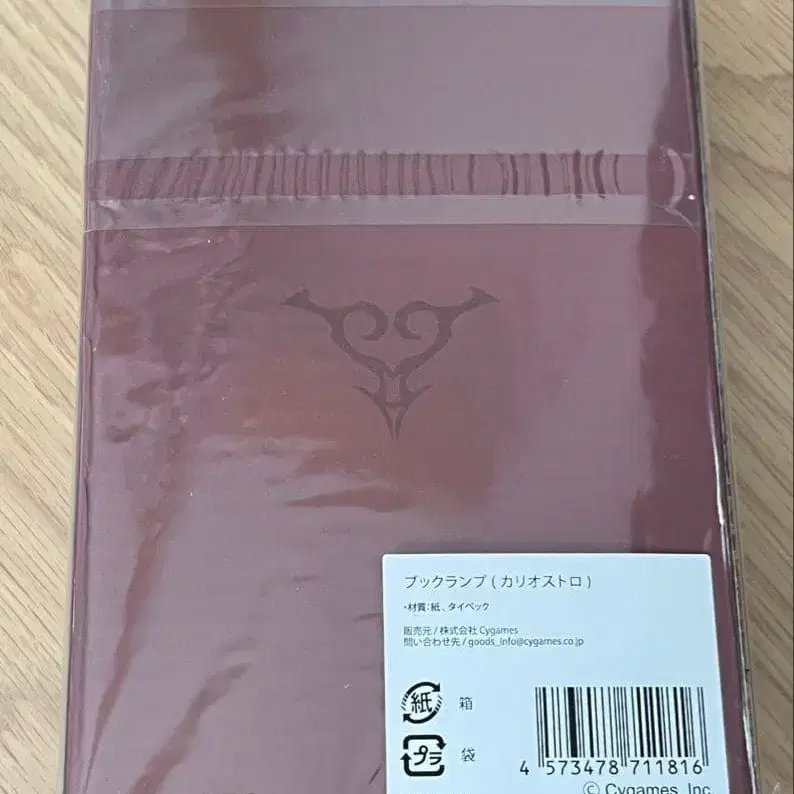 ブックランプ ( カリオストロ )
・材質：紙、タイベック
販売元 / 株式会社 Cygames
問い合わせ先 / goods_info@cygames.co.jp
紙 箱
プラ 袋
4 573478 711816
© Cygames, Inc.